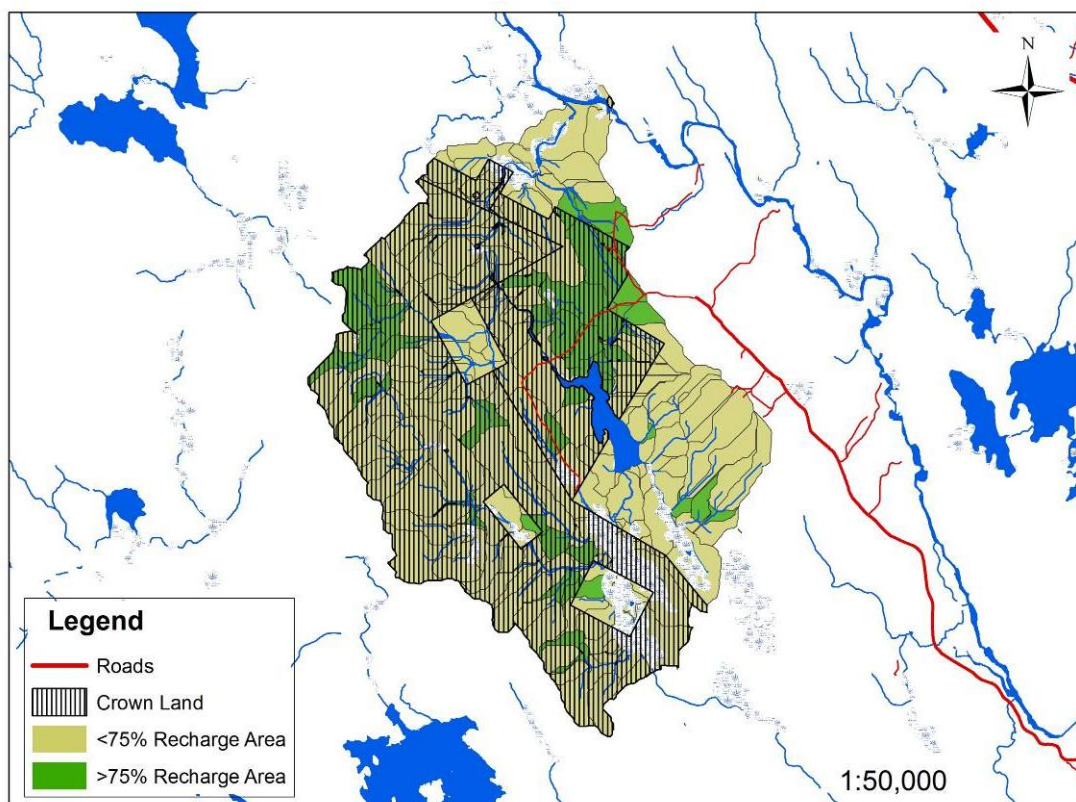 N
Legend
Roads
Crown Land
<75% Recharge Area
>75% Recharge Area
1:50,000